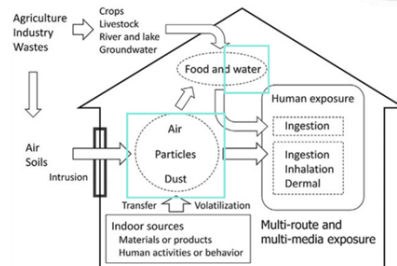 Agriculture
Industry
Wastes
Crops
Livestock
River and lake
Groundwater
Food and water
Human exposure
Ingestion
Ingestion
Inhalation
Dermal
Air
Particles
Dust
Air
Soils
Intrusion
Transfer
Volatilization
Indoor sources
Materials or products
Human activities or behavior
Multi-route and
multi-media exposure